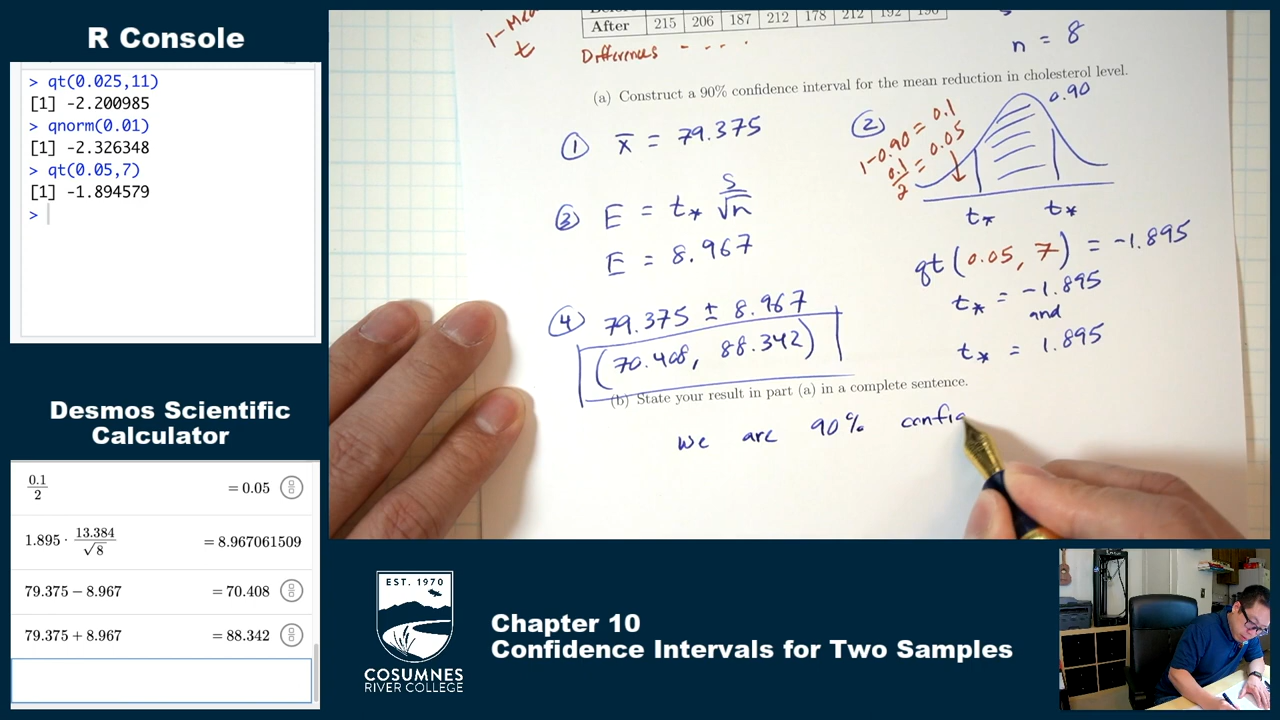 R Console
> qt(0.025,11)
[1] -2.200985
> qnorm(0.01)
[1] -2.326348
> qt(0.05,7)
[1] -1.894579
>
Desmos Scientific
Calculator
0.1
2
= 0.05
1.895 · 13.384
√8
= 8.967061509
79.375 − 8.967
= 70.408
79.375 + 8.967
= 88.342
t
After 215 206 187 212 178 212 192
Differences - - - .
n = 8
(a) Construct a 90% confidence interval for the mean reduction in cholesterol level.
① x̄ = 79.375
② 0.90
1-0.90 = 0.1
0.1
2
= 0.05
t* t*
③ E = t* s
√n
E = 8.967
qt(0.05, 7) = -1.895
t* = -1.895
and
t* = 1.895
④ 79.375 ± 8.967
(70.408, 88.342)
(b) State your result in part (a) in a complete sentence.
We are 90%
EST. 1970
COSUMNES
RIVER COLLEGE
Chapter 10
Confidence Intervals for Two Samples